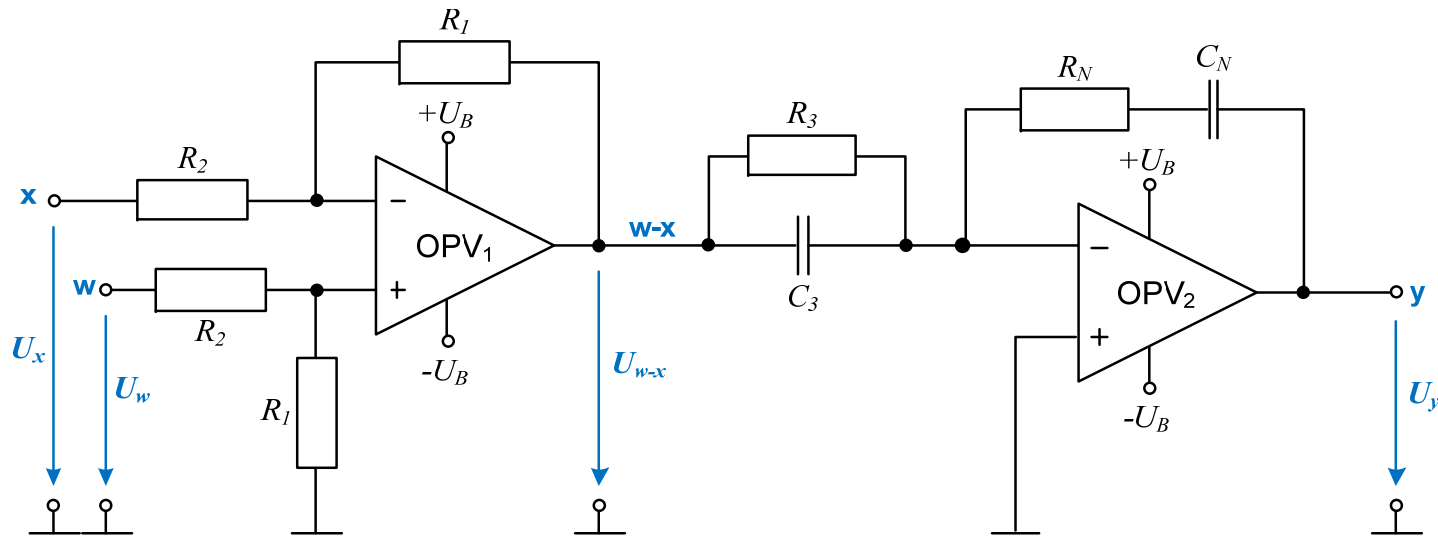 R1
CN
RN
+UB
R3
R2
+UB
x
w-x
OPV1
w
OPV2
C3
R2
Ux
-UB
Uw-x
Uw
Uy
R1
-UB
y